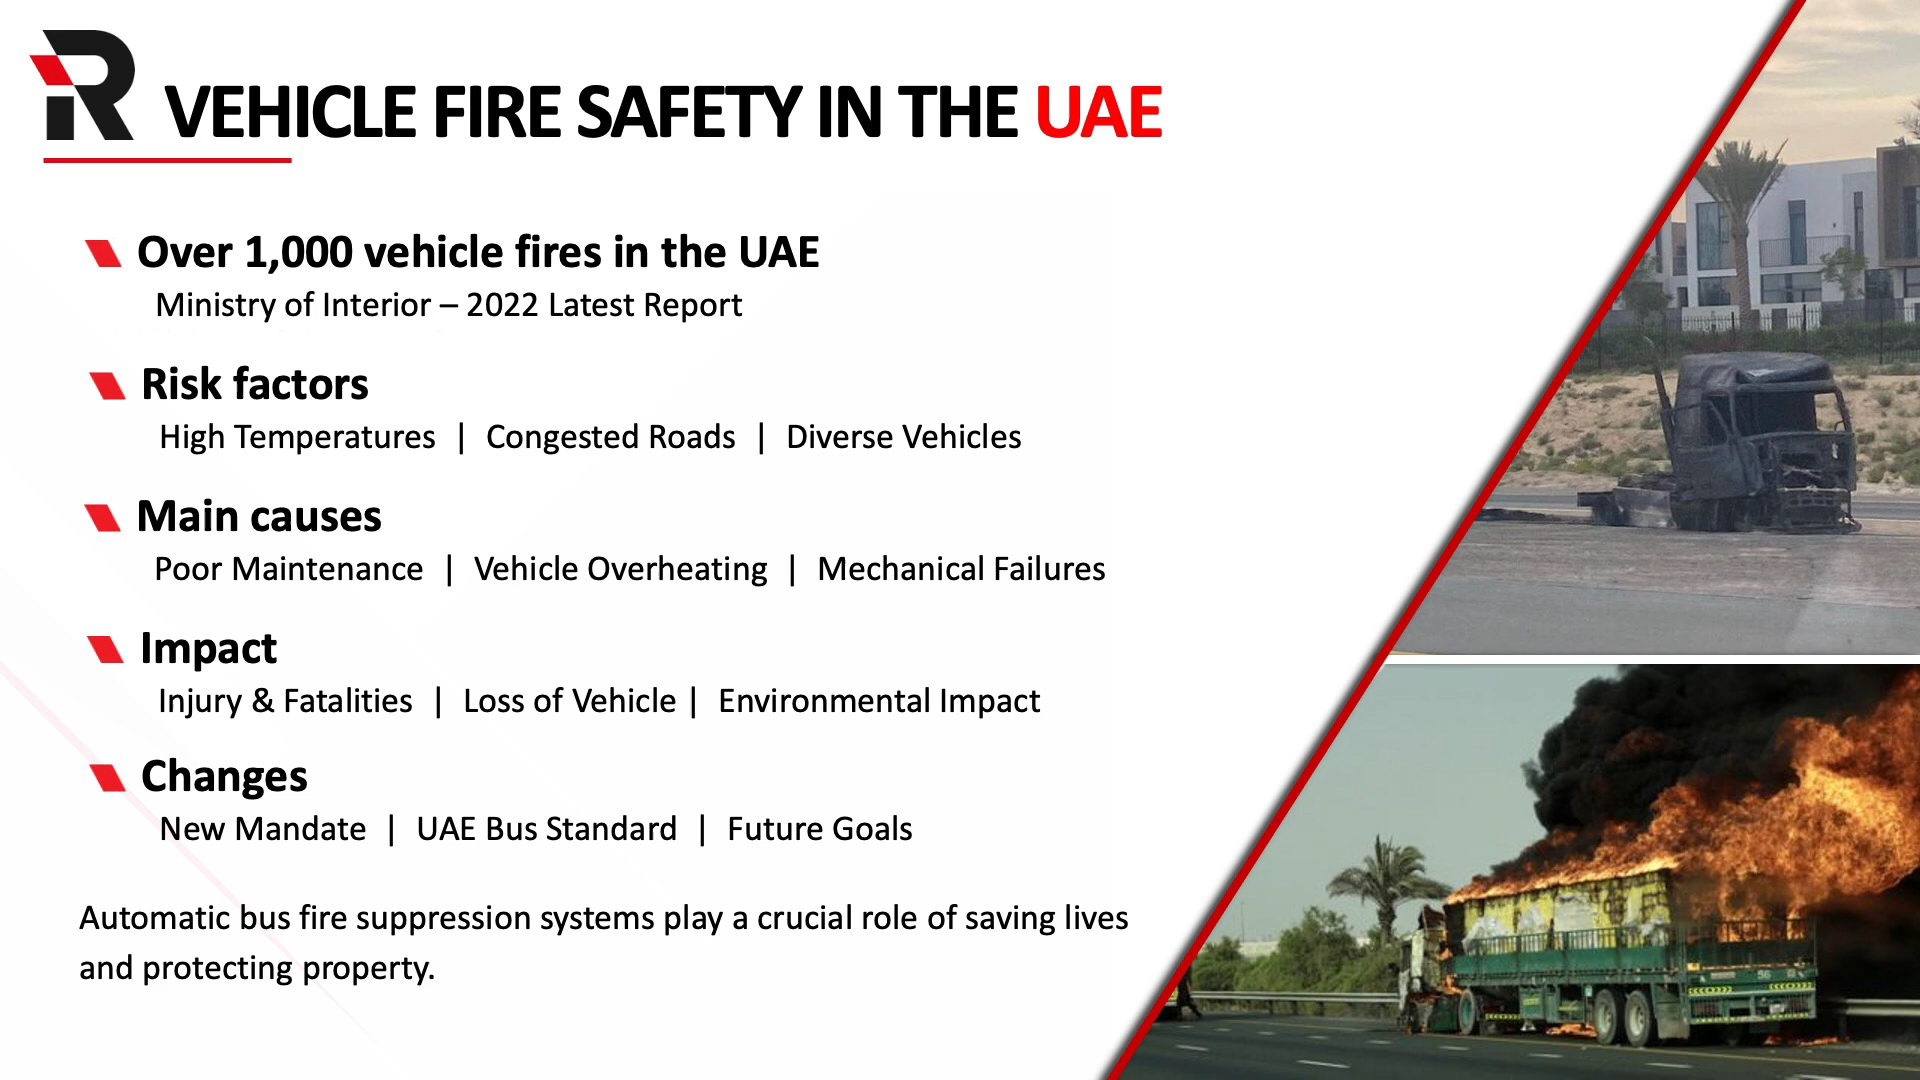 R
VEHICLE FIRE SAFETY IN THE UAE
Over 1,000 vehicle fires in the UAE
Ministry of Interior – 2022 Latest Report
Risk factors
High Temperatures | Congested Roads | Diverse Vehicles
Main causes
Poor Maintenance | Vehicle Overheating | Mechanical Failures
Impact
Injury & Fatalities | Loss of Vehicle | Environmental Impact
Changes
New Mandate | UAE Bus Standard | Future Goals
Automatic bus fire suppression systems play a crucial role of saving lives
and protecting property.